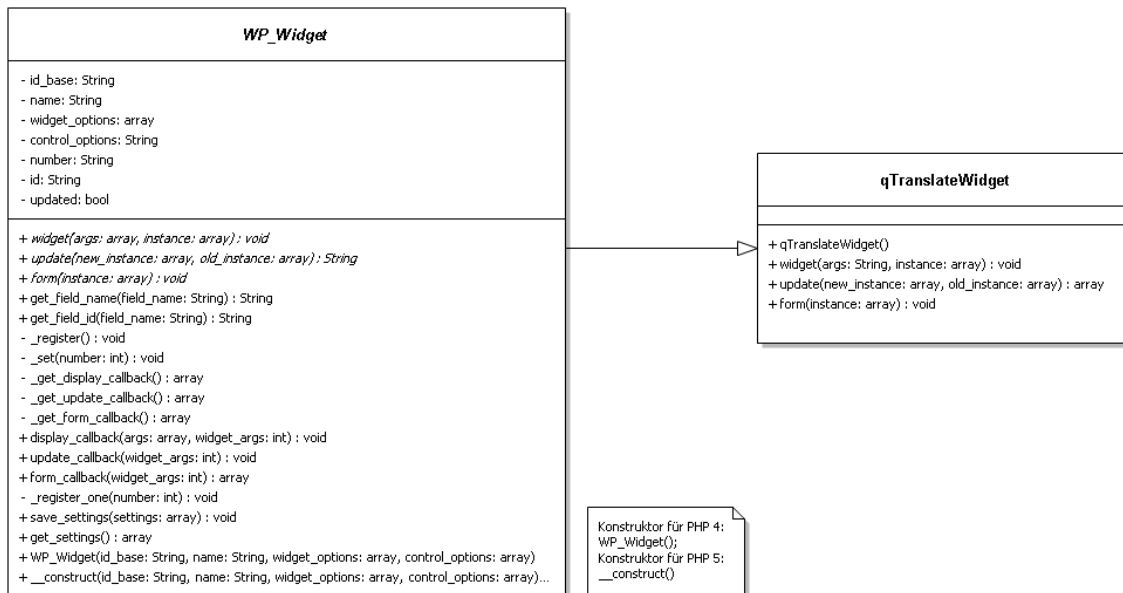 WP_Widget
- id_base: String
- name: String
- widget_options: array
- control_options: String
- number: String
- id: String
- updated: bool
+ widget(args: array, instance: array) : void
+ update(new_instance: array, old_instance: array) : String
+ form(instance: array) : void
+ get_field_name(field_name: String) : String
+ get_field_id(field_name: String) : String
- _register() : void
- _set(number: int) : void
- _get_display_callback() : array
- _get_update_callback() : array
- _get_form_callback() : array
+ display_callback(args: array, widget_args: int) : void
+ update_callback(widget_args: int) : void
+ form_callback(widget_args: int) : array
- _register_one(number: int) : void
+ save_settings(settings: array) : void
+ get_settings() : array
+ WP_Widget(id_base: String, name: String, widget_options: array, control_options: array)
+ __construct(id_base: String, name: String, widget_options: array, control_options: array)...
qTranslateWidget
+ qTranslateWidget()
+ widget(args: String, instance: array) : void
+ update(new_instance: array, old_instance: array) : array
+ form(instance: array) : void
Konstruktor für PHP 4:
WP_Widget();
Konstruktor für PHP 5:
__construct()